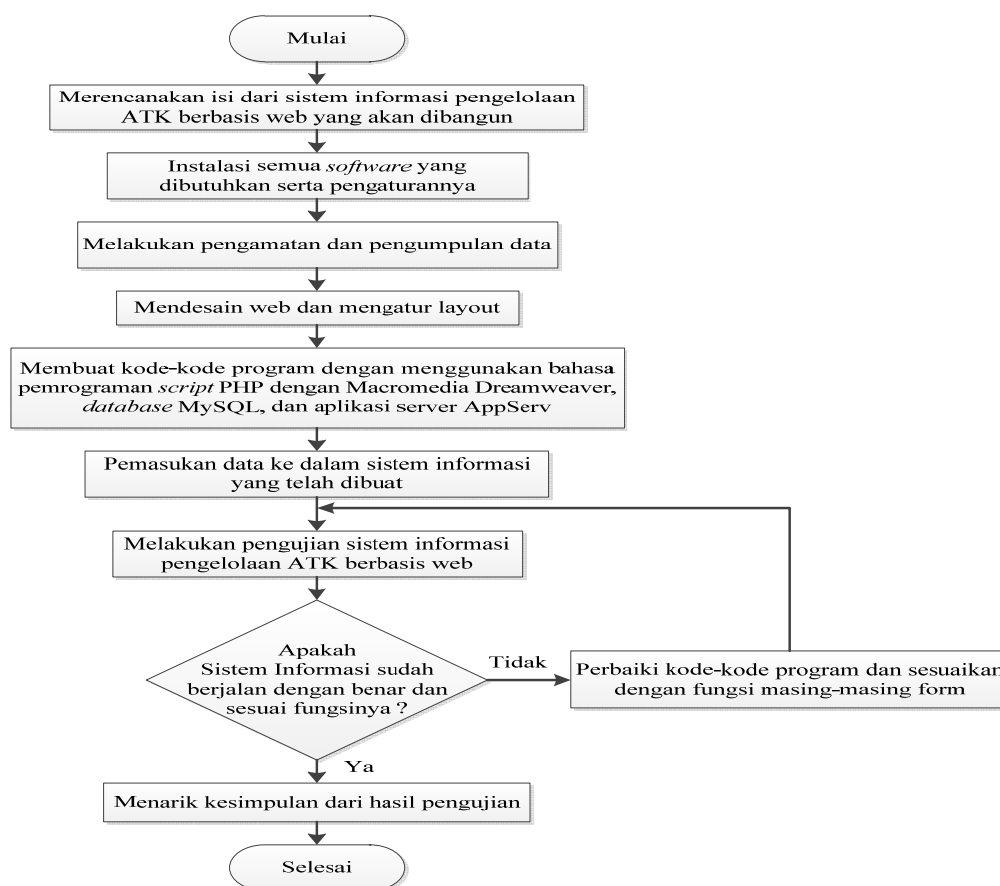 Mulai
Merencanakan isi dari sistem informasi pengelolaan
ATK berbasis web yang akan dibangun
Instalasi semua software yang
dibutuhkan serta pengaturannya
Melakukan pengamatan dan pengumpulan data
Mendesain web dan mengatur layout
Membuat kode-kode program dengan menggunakan bahasa
pemrograman script PHP dengan Macromedia Dreamweaver,
database MySQL, dan aplikasi server AppServ
Pemasukan data ke dalam sistem informasi
yang telah dibuat
Melakukan pengujian sistem informasi
pengelolaan ATK berbasis web
Apakah
Sistem Informasi sudah
berjalan dengan benar dan
sesuai fungsinya ?
Tidak
Perbaiki kode-kode program dan sesuaikan
dengan fungsi masing-masing form
Ya
Menarik kesimpulan dari hasil pengujian
Selesai